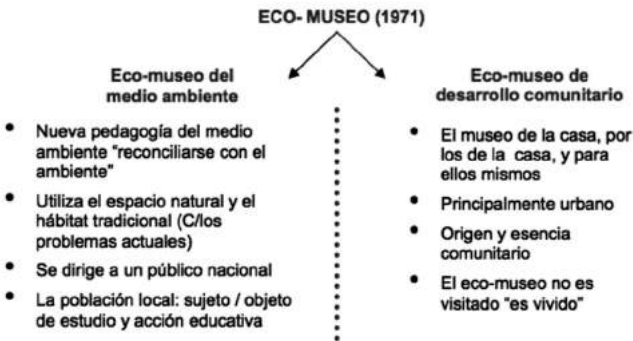 ECO- MUSEO (1971)
Eco-museo del
medio ambiente
• Nueva pedagogía del medio
ambiente "reconciliarse con el
ambiente"
• Utiliza el espacio natural y el
hábitat tradicional (C/los
problemas actuales)
• Se dirige a un público nacional
• La población local: sujeto / objeto
de estudio y acción educativa
Eco-museo de
desarrollo comunitario
• El museo de la casa, por
los de la casa, y para
ellos mismos
• Principalmente urbano
• Origen y esencia
comunitario
• El eco-museo no es
visitado "es vivido"